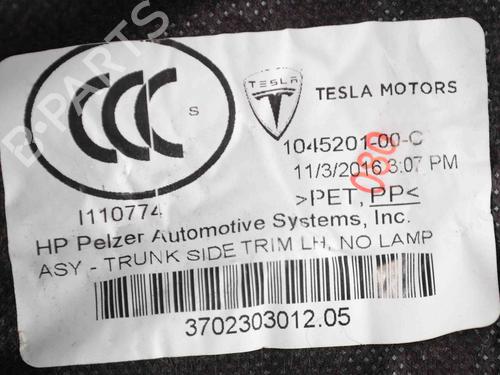 B-PARTS
CCC S
TESLA
TESLA MOTORS
1045201-00-C
080
11/3/2016 3:07 PM
>PET, PP<
I110774
HP Pelzer Automotive Systems, Inc.
ASY - TRUNK SIDE TRIM LH, NO LAMP
3702303012.05